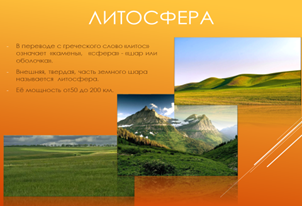 ЛИТОСФЕРА
В переводе с греческого слово «литос»
означает «камень», «сфера» - «шар или
оболочка».
Внешняя, твердая, часть земного шара
называется литосфера.
Её мощность от50 до 200 км.